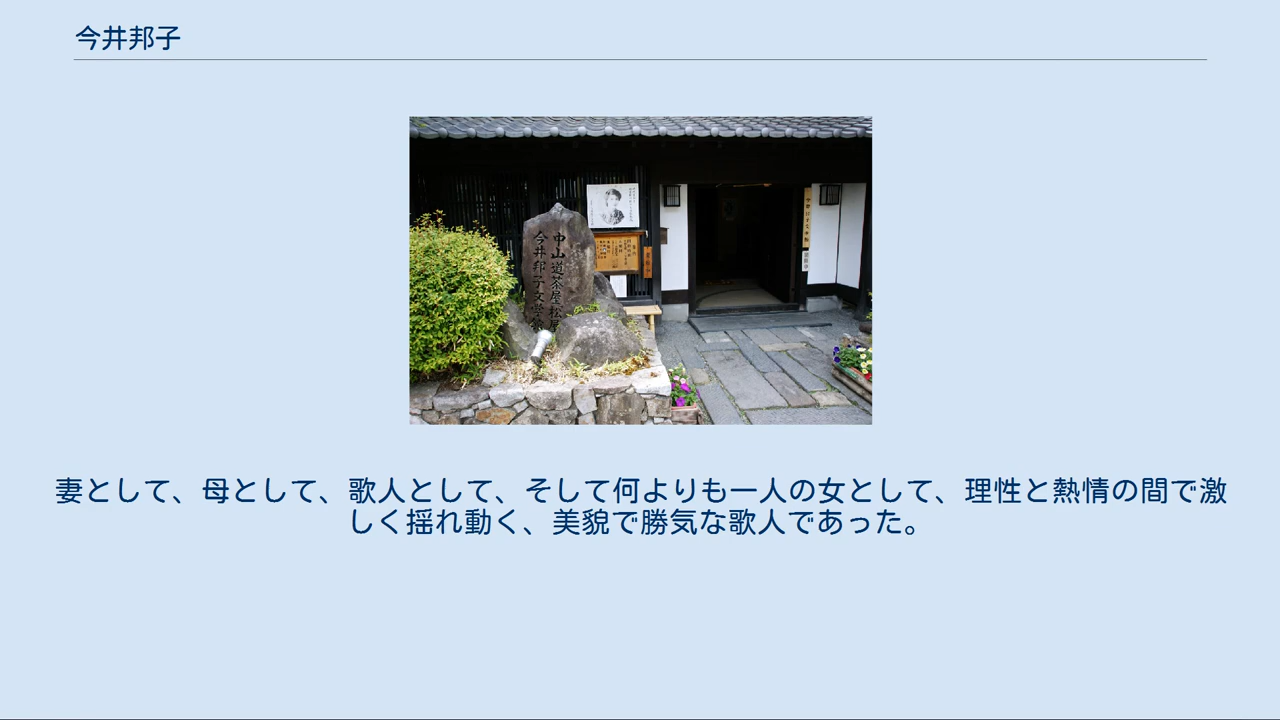 今井邦子
中山道茶屋松屋
今井邦子文学館
妻として、母として、歌人として、そして何よりも一人の女として、理性と熱情の間で激
しく揺れ動く、美貌で勝気な歌人であった。